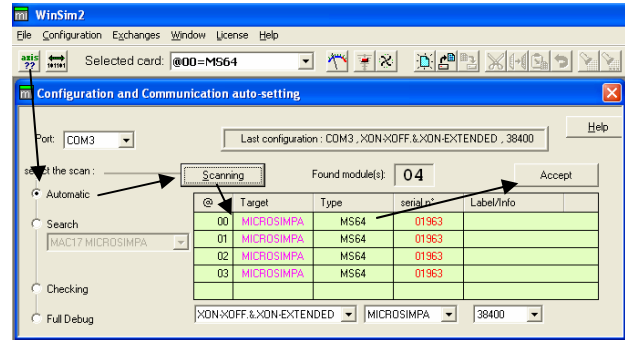 WinSim2
File Configuration Exchanges Window License Help
axis ?? Selected card: @00=MS64
Configuration and Communication auto-setting
Port: COM3 Last configuration : COM3 , XON-XOFF.&.XON-EXTENDED , 38400 Help
the scan : Scanning Found module(s): 04 Accept
Automatic
@ Target Type serial n° Label/Info
00 MICROSIMPA MS64 01963
Search 01 MICROSIMPA MS64 01963
MAC17 MICROSIMPA 02 MICROSIMPA MS64 01963
03 MICROSIMPA MS64 01963
Checking
Full Debug XON-XOFF.&.XON-EXTENDED MICROSIMPA 38400